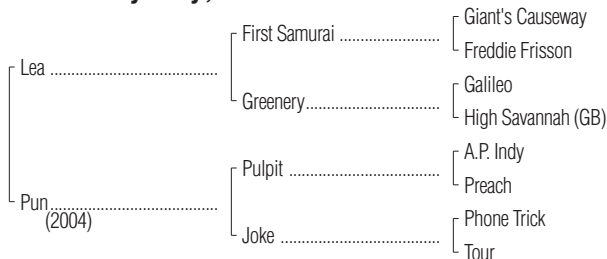 Giant's Causeway
First Samurai ......................
Freddie Frisson
Lea .....................................
Galileo
Greenery.............................
High Savannah (GB)
A.P. Indy
Pulpit .................................
Preach
Pun.....................................
(2004)
Phone Trick
Joke ...................................
Tour